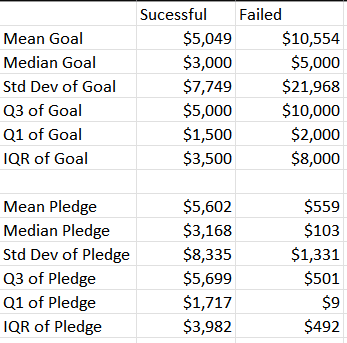 Sucessful Failed
Mean Goal $5,049 $10,554
Median Goal $3,000 $5,000
Std Dev of Goal $7,749 $21,968
Q3 of Goal $5,000 $10,000
Q1 of Goal $1,500 $2,000
IQR of Goal $3,500 $8,000
Mean Pledge $5,602 $559
Median Pledge $3,168 $103
Std Dev of Pledge $8,335 $1,331
Q3 of Pledge $5,699 $501
Q1 of Pledge $1,717 $9
IQR of Pledge $3,982 $492